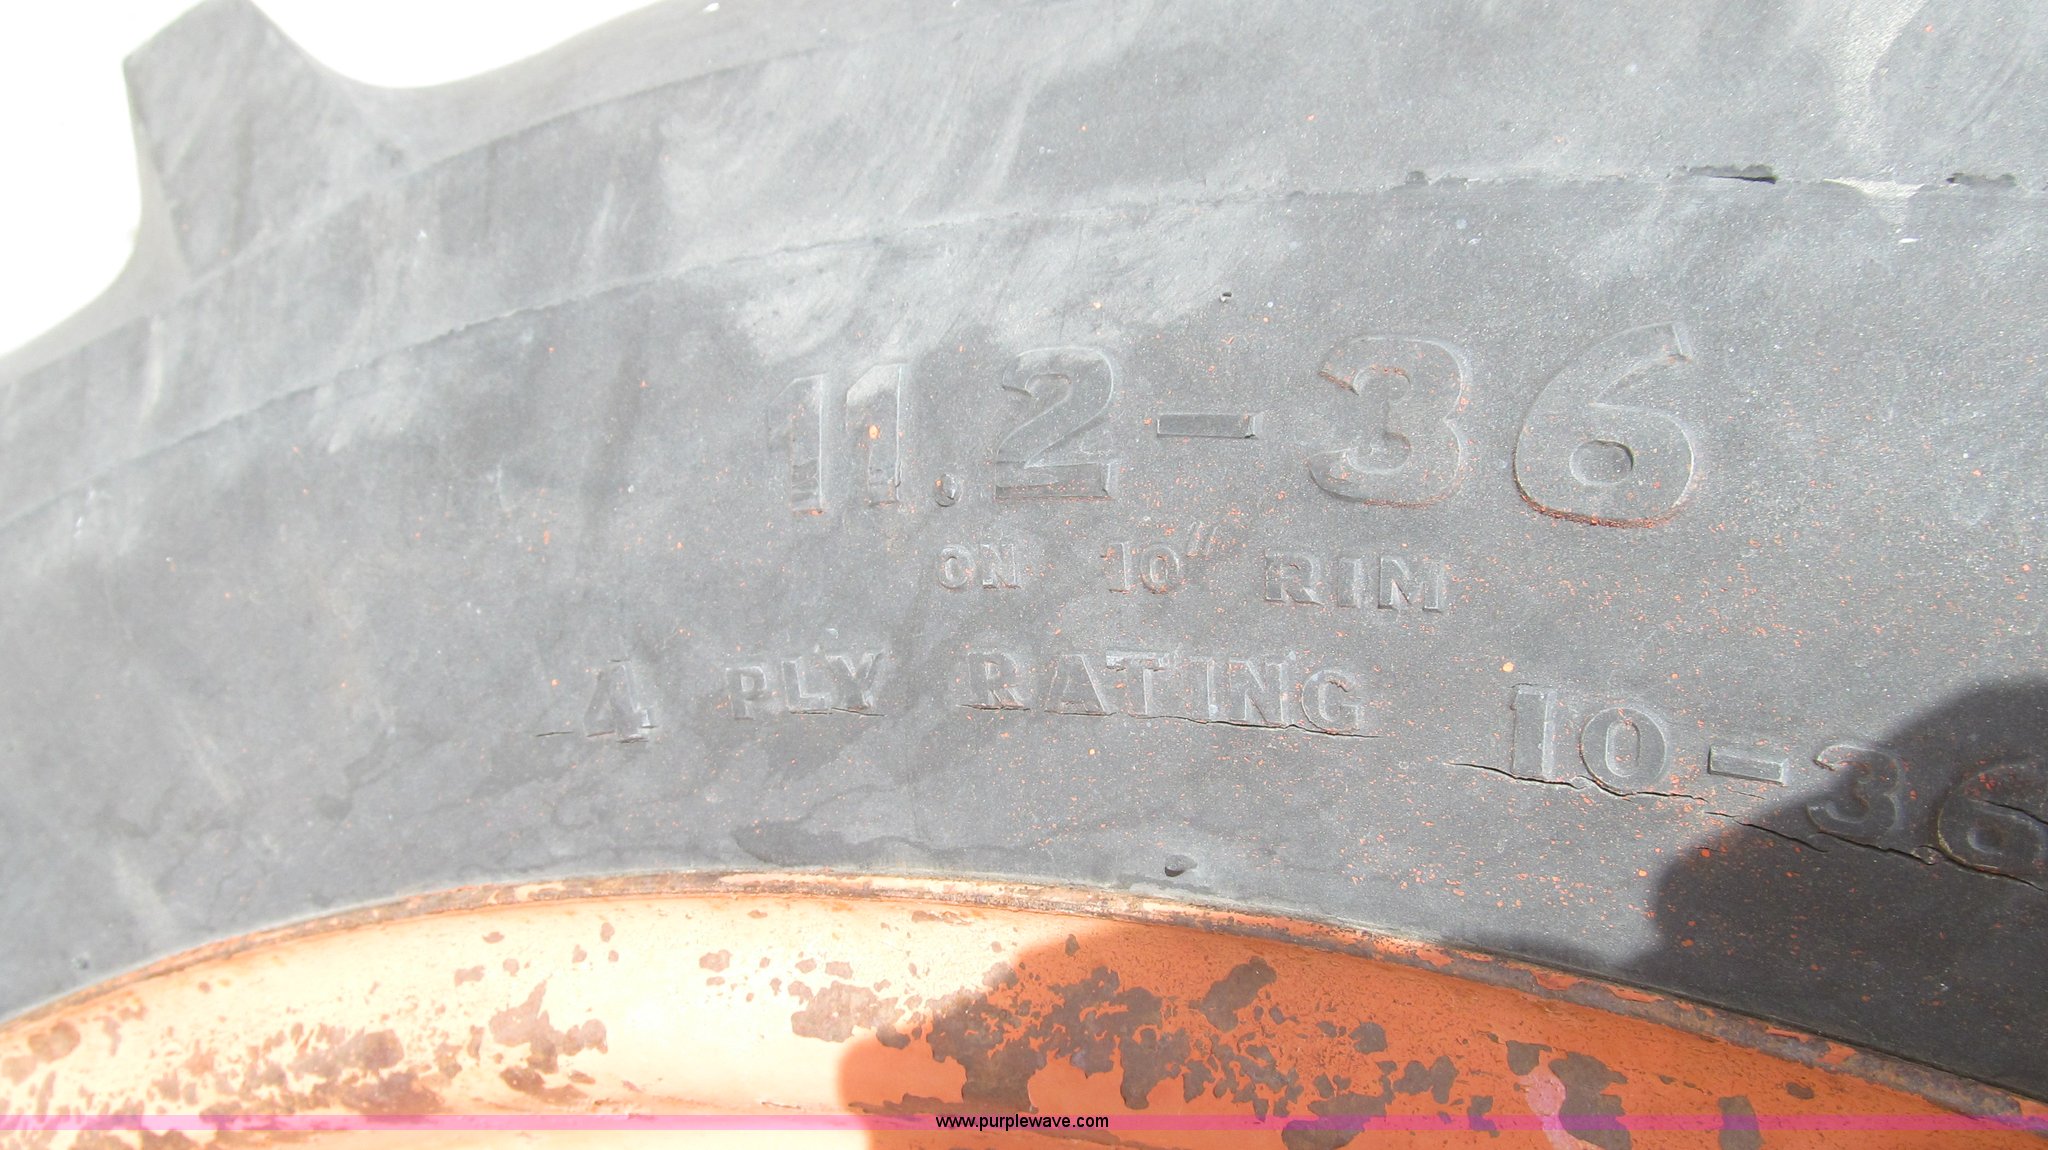 11.2-36
ON 10" RIM
4 PLY RATING 10-36
www.purplewave.com